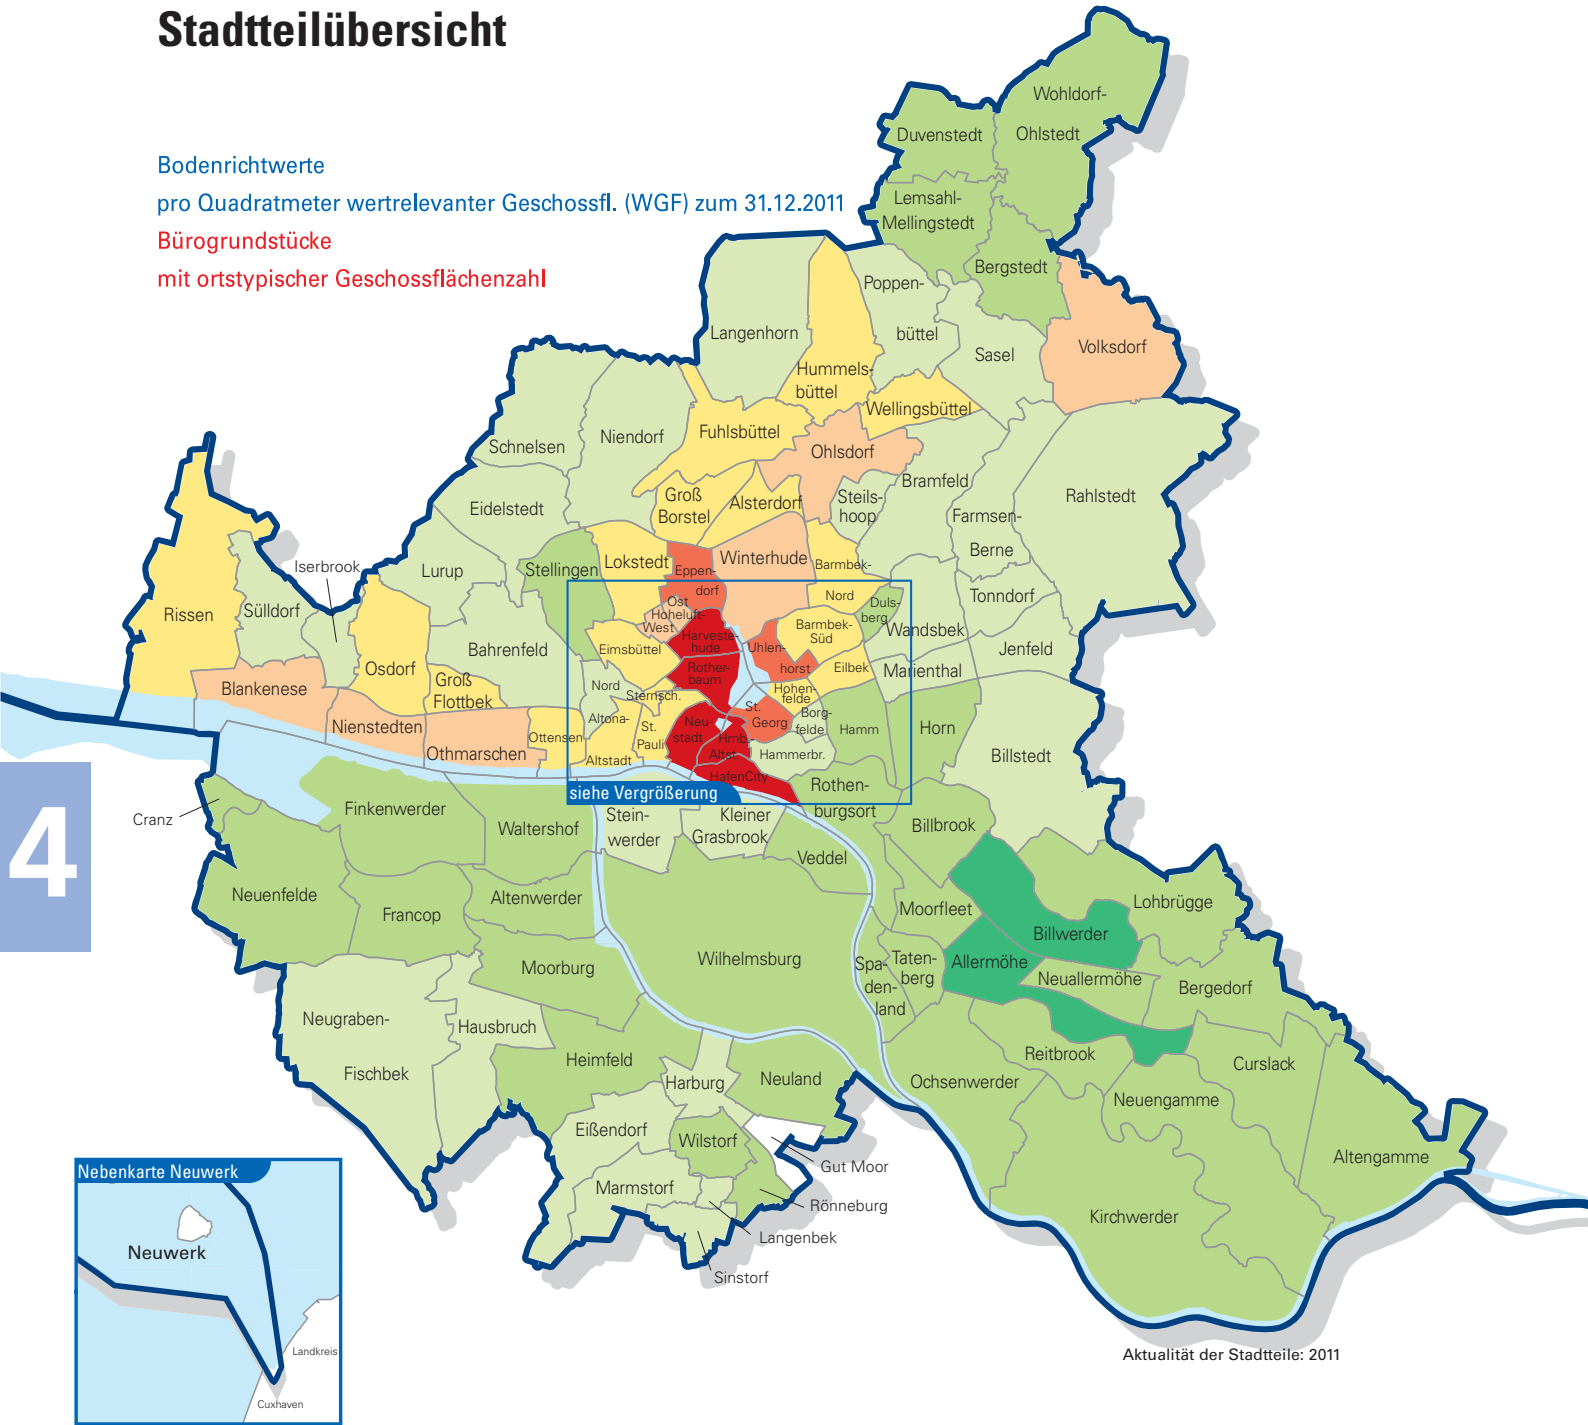 Stadtteilübersicht
Bodenrichtwerte
pro Quadratmeter wertrelevanter Geschossfl. (WGF) zum 31.12.2011
Bürogrundstücke
mit ortstypischer Geschossflächenzahl
Wohldorf-
Ohlstedt
Duvenstedt
Lemsahl-
Mellingstedt
Bergstedt
Poppen-
büttel
Langenhorn
Sasel
Volksdorf
Hummels-
büttel
Wellingsbüttel
Fuhlsbüttel
Niendorf
Schnelsen
Ohlsdorf
Bramfeld
Steils-
hoop
Rahlstedt
Farmsen-
Berne
Groß
Borstel
Alsterdorf
Eidelstedt
Winterhude
Lokstedt
Stellingen
Eppen-
dorf
Barmbek-
Nord
Lurup
Iserbrook
Rissen
Sülldorf
Tonndorf
Duls-
berg
Ost
Hoheluft-
West
Harveste-
hude
Barmbek-
Süd
Wandsbek
Jenfeld
Eimsbüttel
Uhlen-
horst
Bahrenfeld
Osdorf
Rother-
baum
Eilbek
Marienthal
Groß
Flottbek
Blankenese
Nord
Altona-
Altstadt
Sternsch.
Hohen-
felde
St.
Georg
Borg-
felde
Hamm
Horn
Nienstedten
Othmarschen
Ottensen
St.
Pauli
Neu-
stadt
Hmb.-
Altst.
Hammerbr.
Billstedt
HafenCity
Rothen-
burgsort
siehe Vergrößerung
4
Cranz
Finkenwerder
Waltershof
Stein-
werder
Kleiner
Grasbrook
Billbrook
Veddel
Neuenfelde
Francop
Altenwerder
Moorfleet
Lohbrügge
Billwerder
Moorburg
Wilhelmsburg
Spa-
den-
land
Taten-
berg
Allermöhe
Neuallermöhe
Bergedorf
Neugraben-
Fischbek
Hausbruch
Heimfeld
Harburg
Neuland
Reitbrook
Curslack
Ochsenwerder
Neuengamme
Eißendorf
Wilstorf
Gut Moor
Altengamme
Marmstorf
Rönneburg
Langenbek
Sinstorf
Kirchwerder
Nebenkarte Neuwerk
Neuwerk
Landkreis
Cuxhaven
Aktualität der Stadtteile: 2011